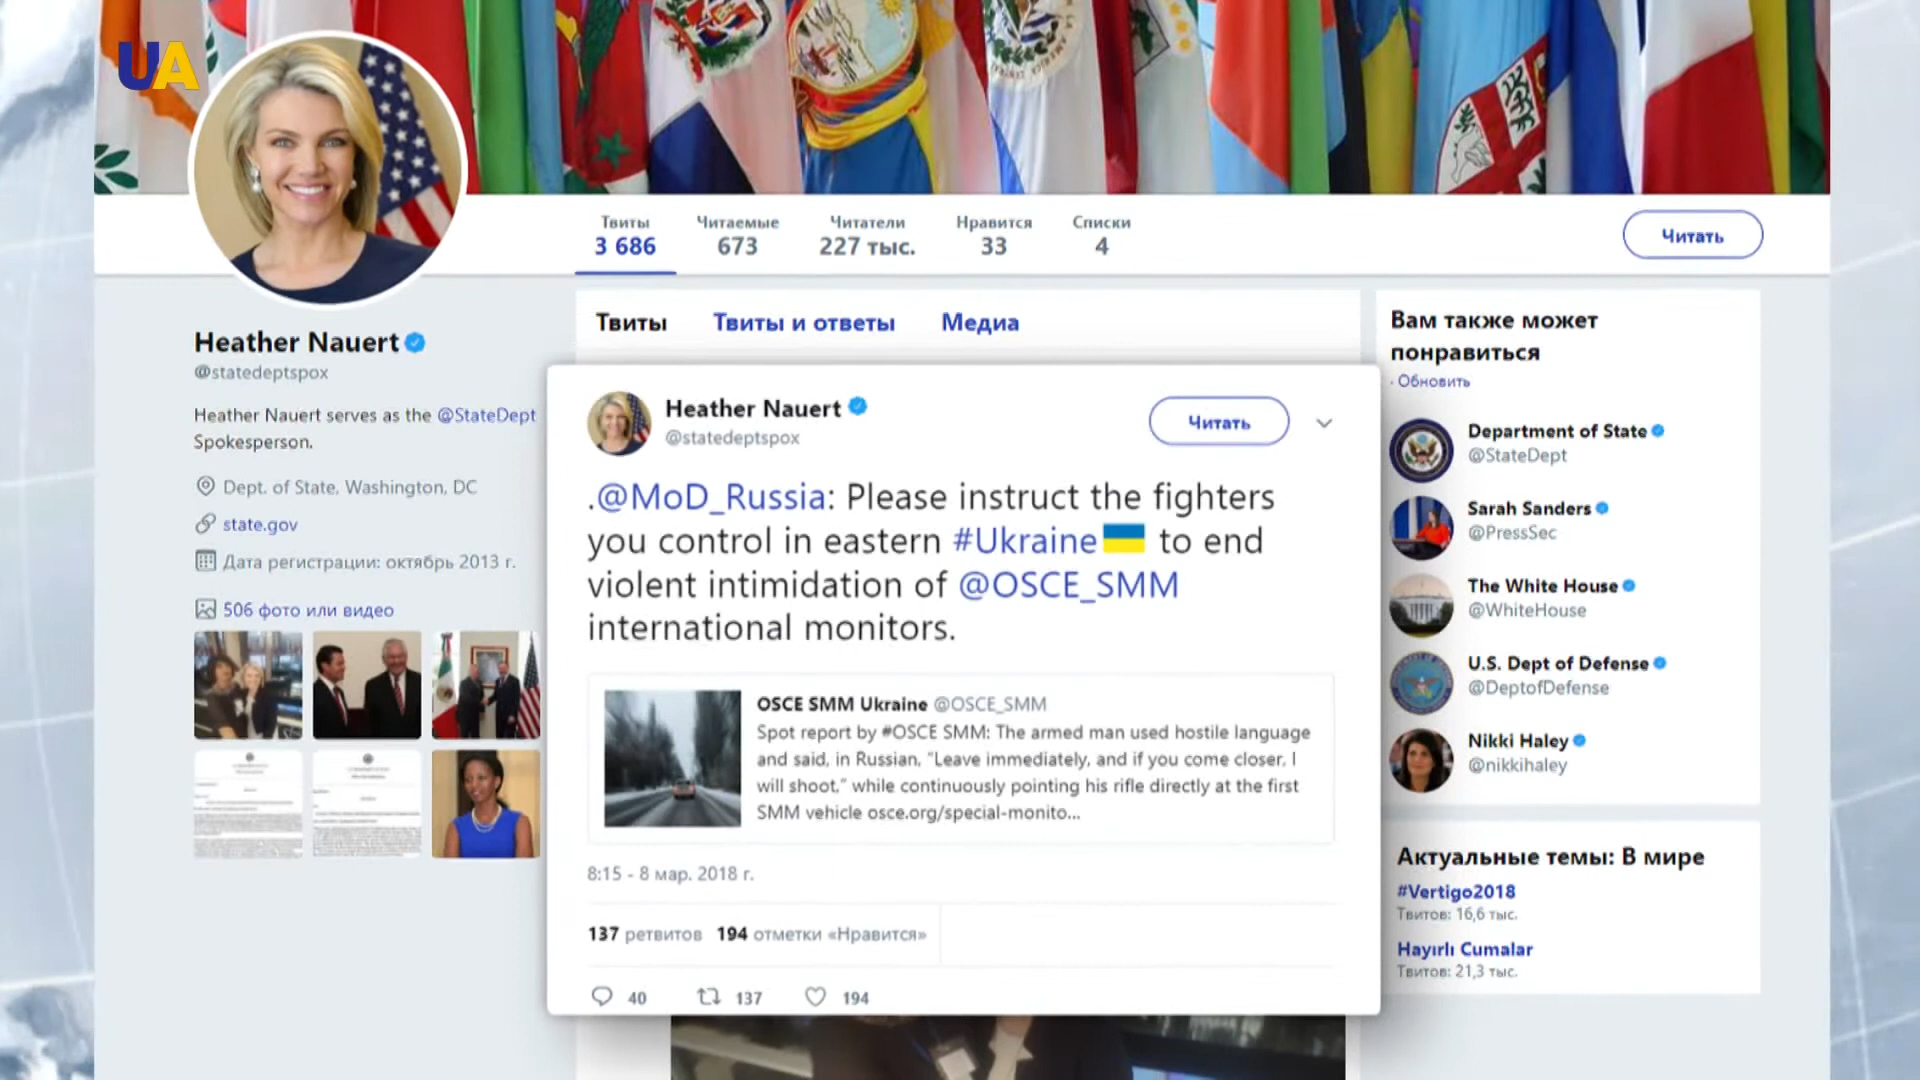 UA
Твиты
3 686
Читаемые
673
Читатели
227 тыс.
Нравится
33
Списки
4
Читать
Heather Nauert
@statedeptspox
Heather Nauert serves as the @StateDept
Spokesperson.
Dept. of State, Washington, DC
state.gov
Дата регистрации: октябрь 2013 г.
506 фото или видео
Твиты
Твиты и ответы
Медиа
Heather Nauert
@statedeptspox
Читать
.@MoD_Russia: Please instruct the fighters
you control in eastern #Ukraine🇺🇦 to end
violent intimidation of @OSCE_SMM
international monitors.
OSCE SMM Ukraine @OSCE_SMM
Spot report by #OSCE SMM: The armed man used hostile language
and said, in Russian, "Leave immediately, and if you come closer, I
will shoot," while continuously pointing his rifle directly at the first
SMM vehicle osce.org/special-monito...
8:15 - 8 мар. 2018 г.
137 ретвитов 194 отметки «Нравится»
40 137 194
Вам также может
понравиться
· Обновить
Department of State
@StateDept
Sarah Sanders
@PressSec
The White House
@WhiteHouse
U.S. Dept of Defense
@DeptofDefense
Nikki Haley
@nikkihaley
Актуальные темы: В мире
#Vertigo2018
Твитов: 16,6 тыс.
Hayırlı Cumalar
Твитов: 21,3 тыс.